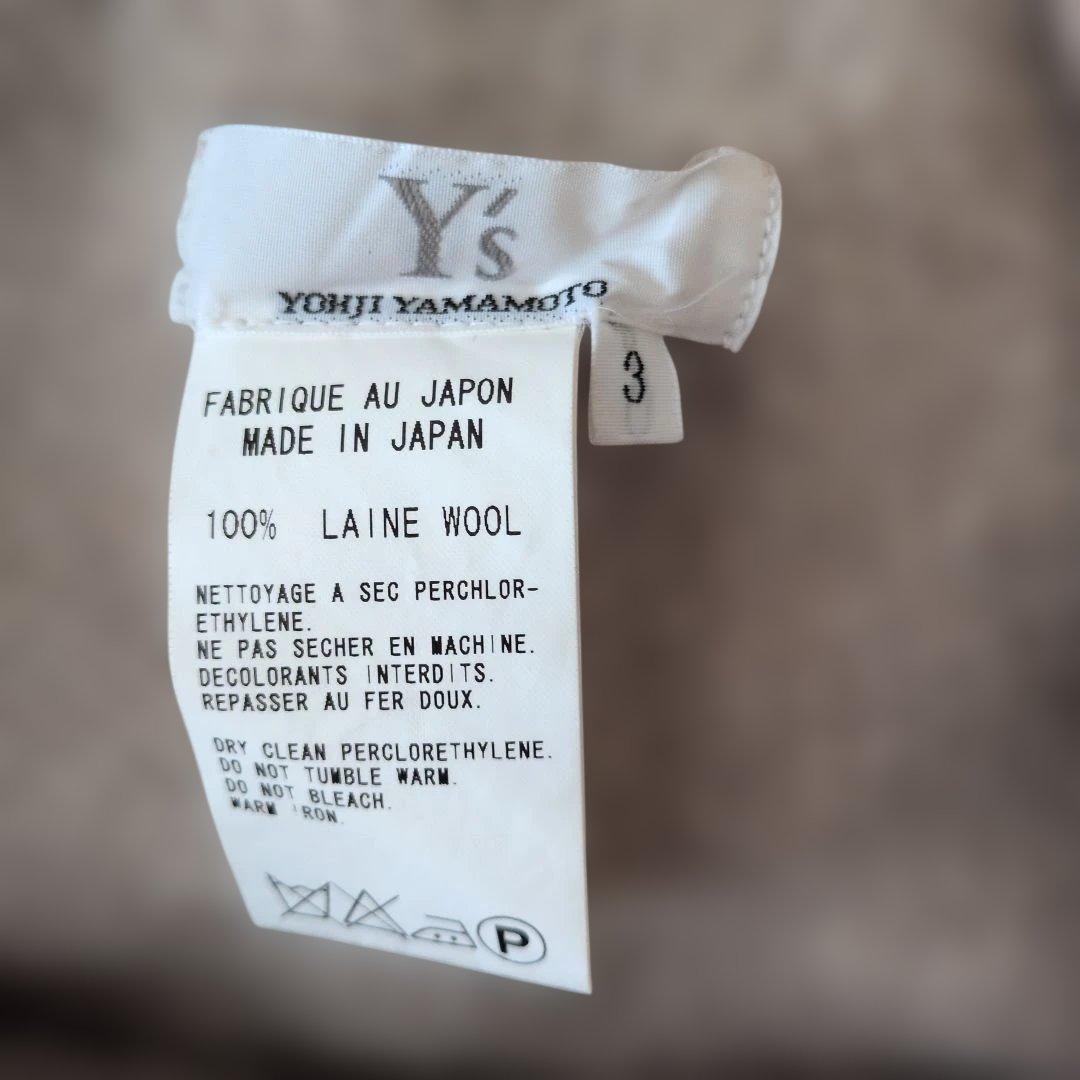 Y's
YOHJI YAMAMOTO
3
FABRIQUE AU JAPON
MADE IN JAPAN
100% LAINE WOOL
NETTOYAGE A SEC PERCHLOR-
ETHYLENE.
NE PAS SECHER EN MACHINE.
DECOLORANTS INTERDITS.
REPASSER AU FER DOUX.
DRY CLEAN PERCLORETHYLENE.
DO NOT TUMBLE WARM.
DO NOT BLEACH.
WARM IRON.
P